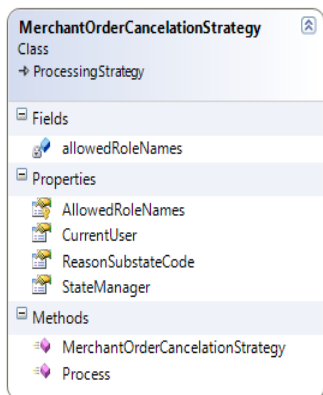 MerchantOrderCancelationStrategy
Class
ProcessingStrategy
Fields
allowedRoleNames
Properties
AllowedRoleNames
CurrentUser
ReasonSubstateCode
StateManager
Methods
MerchantOrderCancelationStrategy
Process